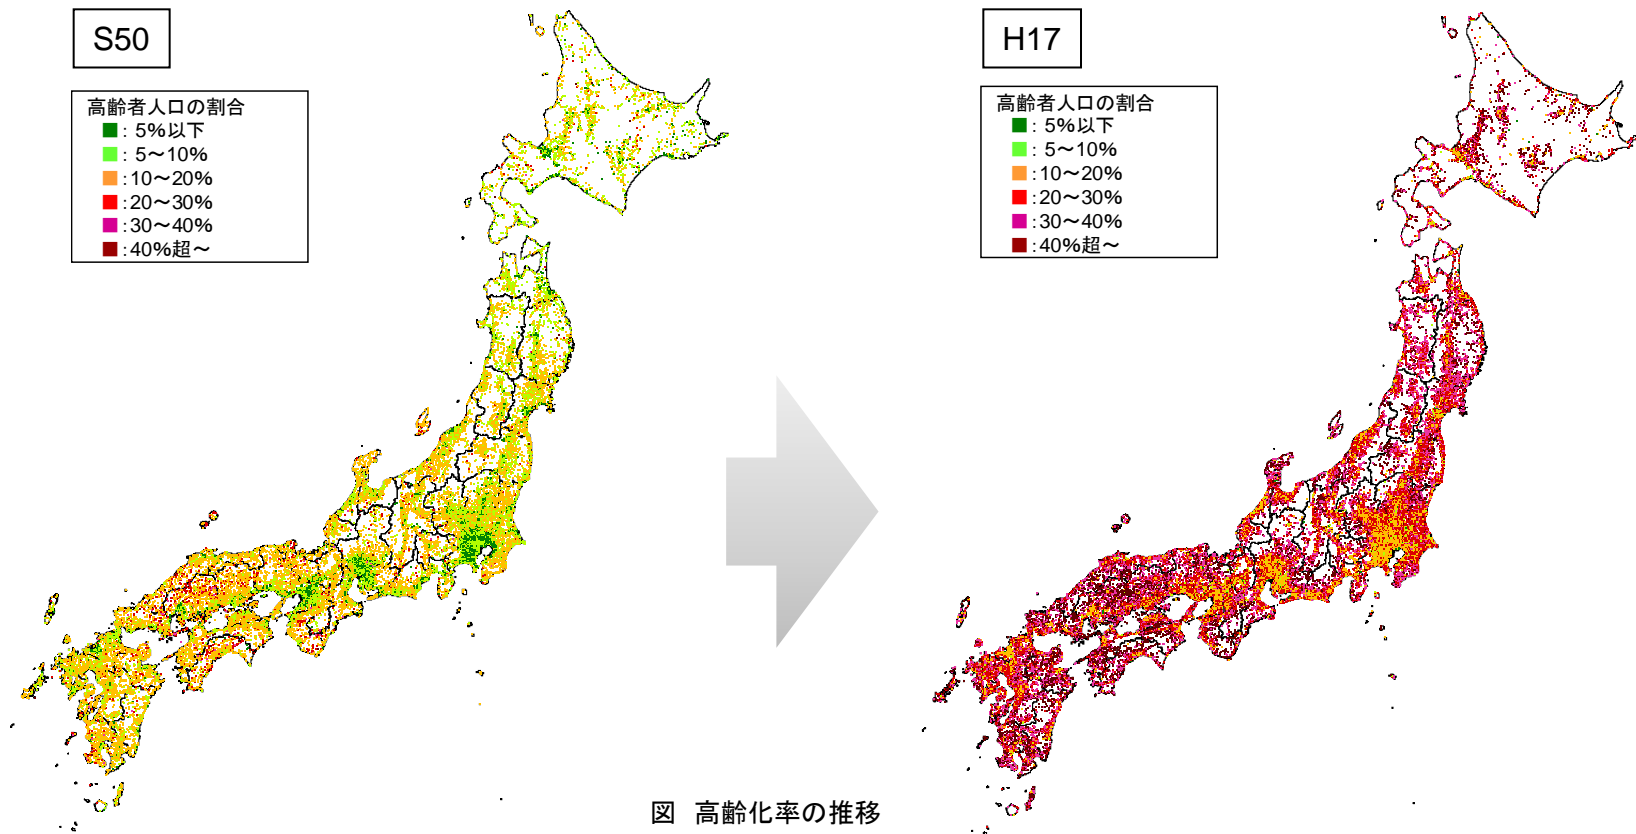 S50
高齢者人口の割合
: 5%以下
: 5～10%
:10～20%
:20～30%
:30～40%
:40%超～
H17
高齢者人口の割合
: 5%以下
: 5～10%
:10～20%
:20～30%
:30～40%
:40%超～
図 高齢化率の推移